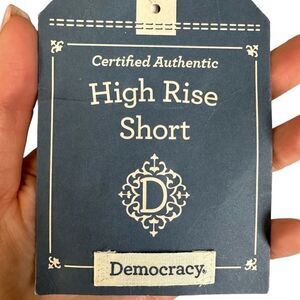 Certified Authentic
High Rise
Short
D
Democracy®